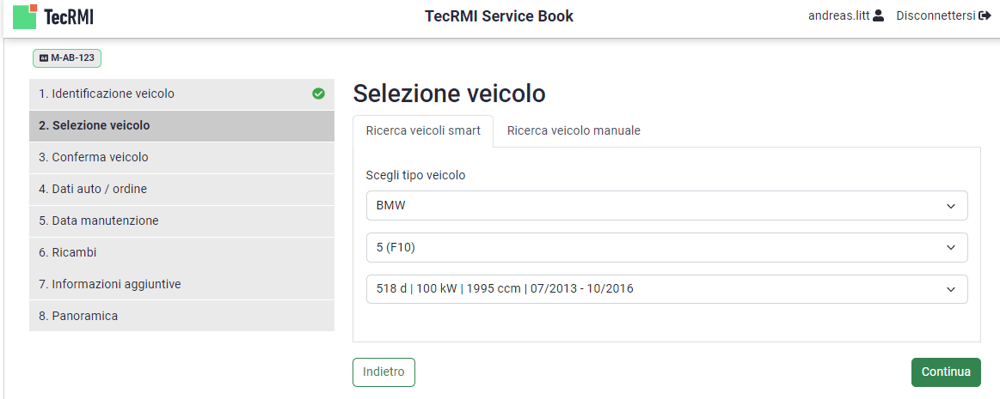 TecRMI
TecRMI Service Book
andreas.litt
Disconnettersi
M-AB-123
1. Identificazione veicolo
2. Selezione veicolo
3. Conferma veicolo
4. Dati auto / ordine
5. Data manutenzione
6. Ricambi
7. Informazioni aggiuntive
8. Panoramica
Selezione veicolo
Ricerca veicoli smart
Ricerca veicolo manuale
Scegli tipo veicolo
BMW
5 (F10)
518 d | 100 kW | 1995 ccm | 07/2013 - 10/2016
Indietro
Continua